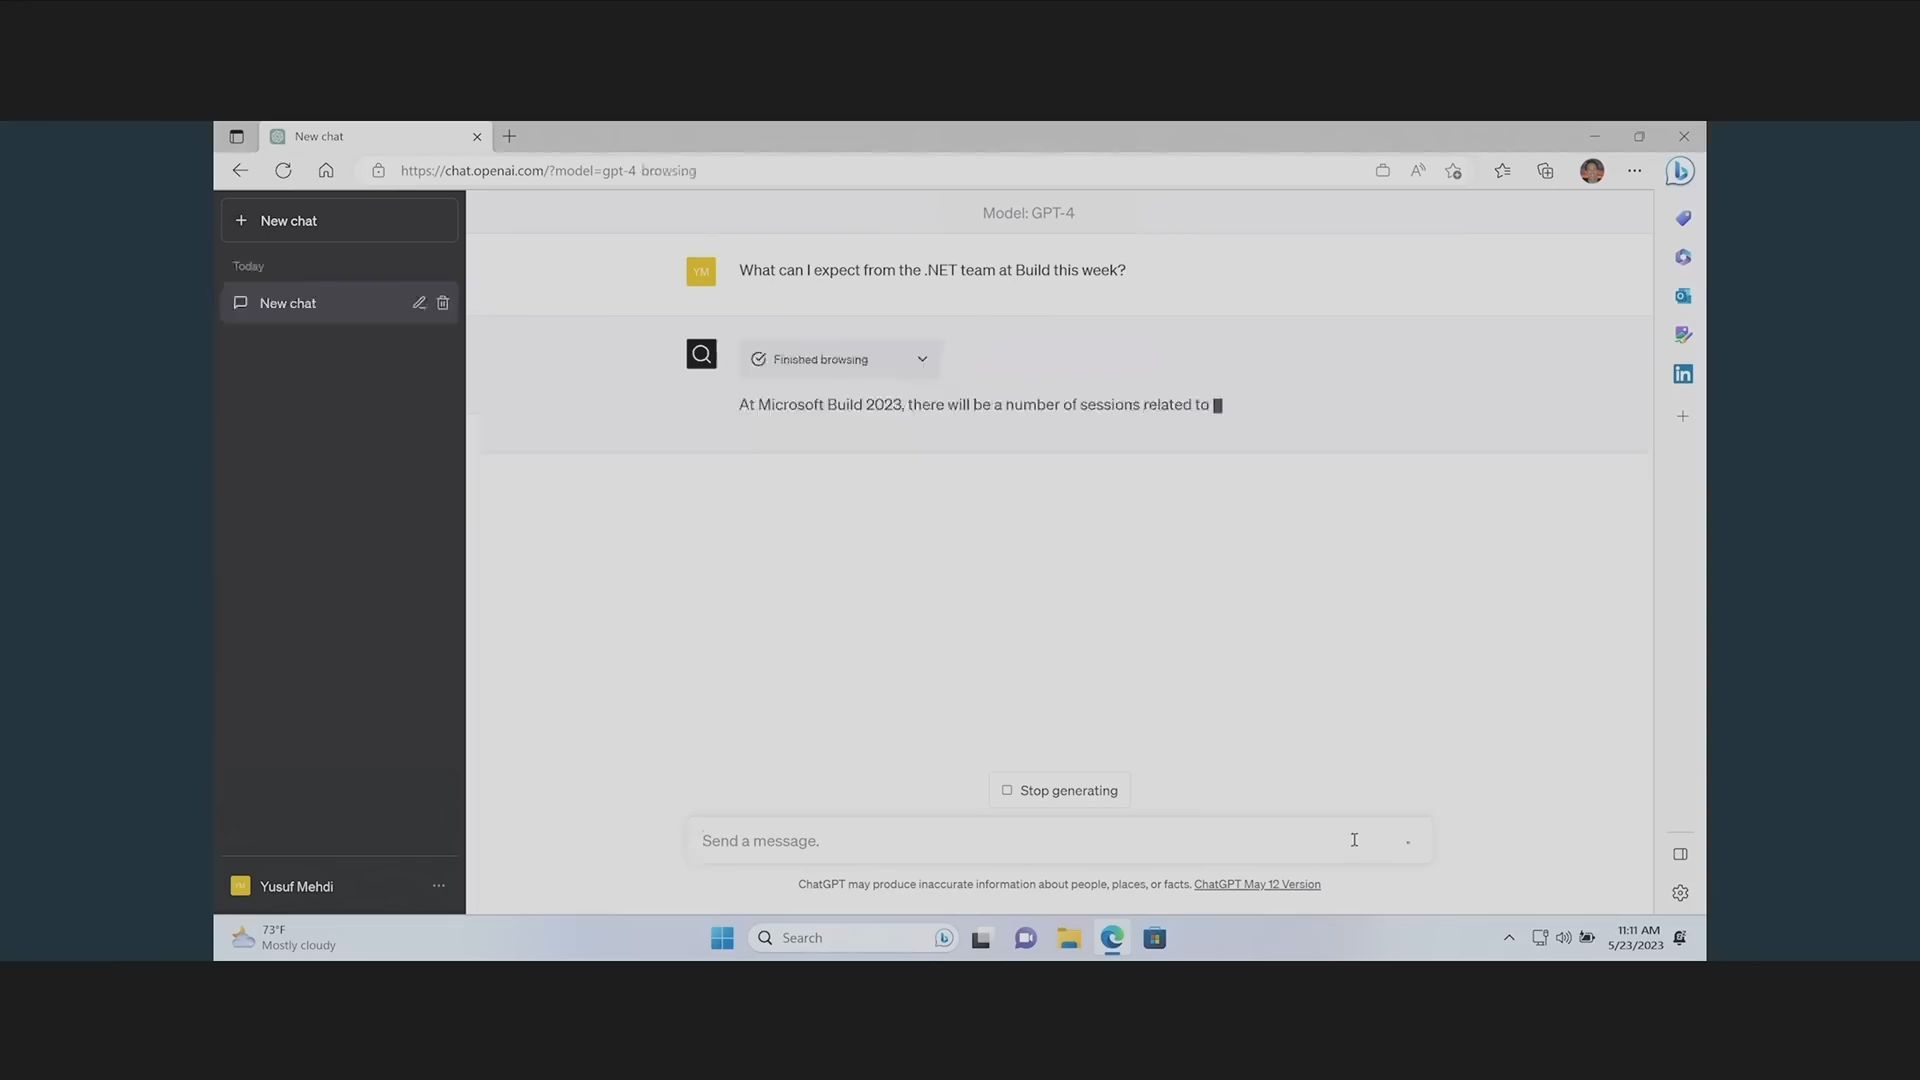 New chat
https://chat.openai.com/?model=gpt-4 browsing
New chat
Today
New chat
Model: GPT-4
YM
What can I expect from the .NET team at Build this week?
Finished browsing
At Microsoft Build 2023, there will be a number of sessions related to
Stop generating
Send a message.
ChatGPT may produce inaccurate information about people, places, or facts. ChatGPT May 12 Version
YM
Yusuf Mehdi
73°F
Mostly cloudy
Search
11:11 AM
5/23/2023